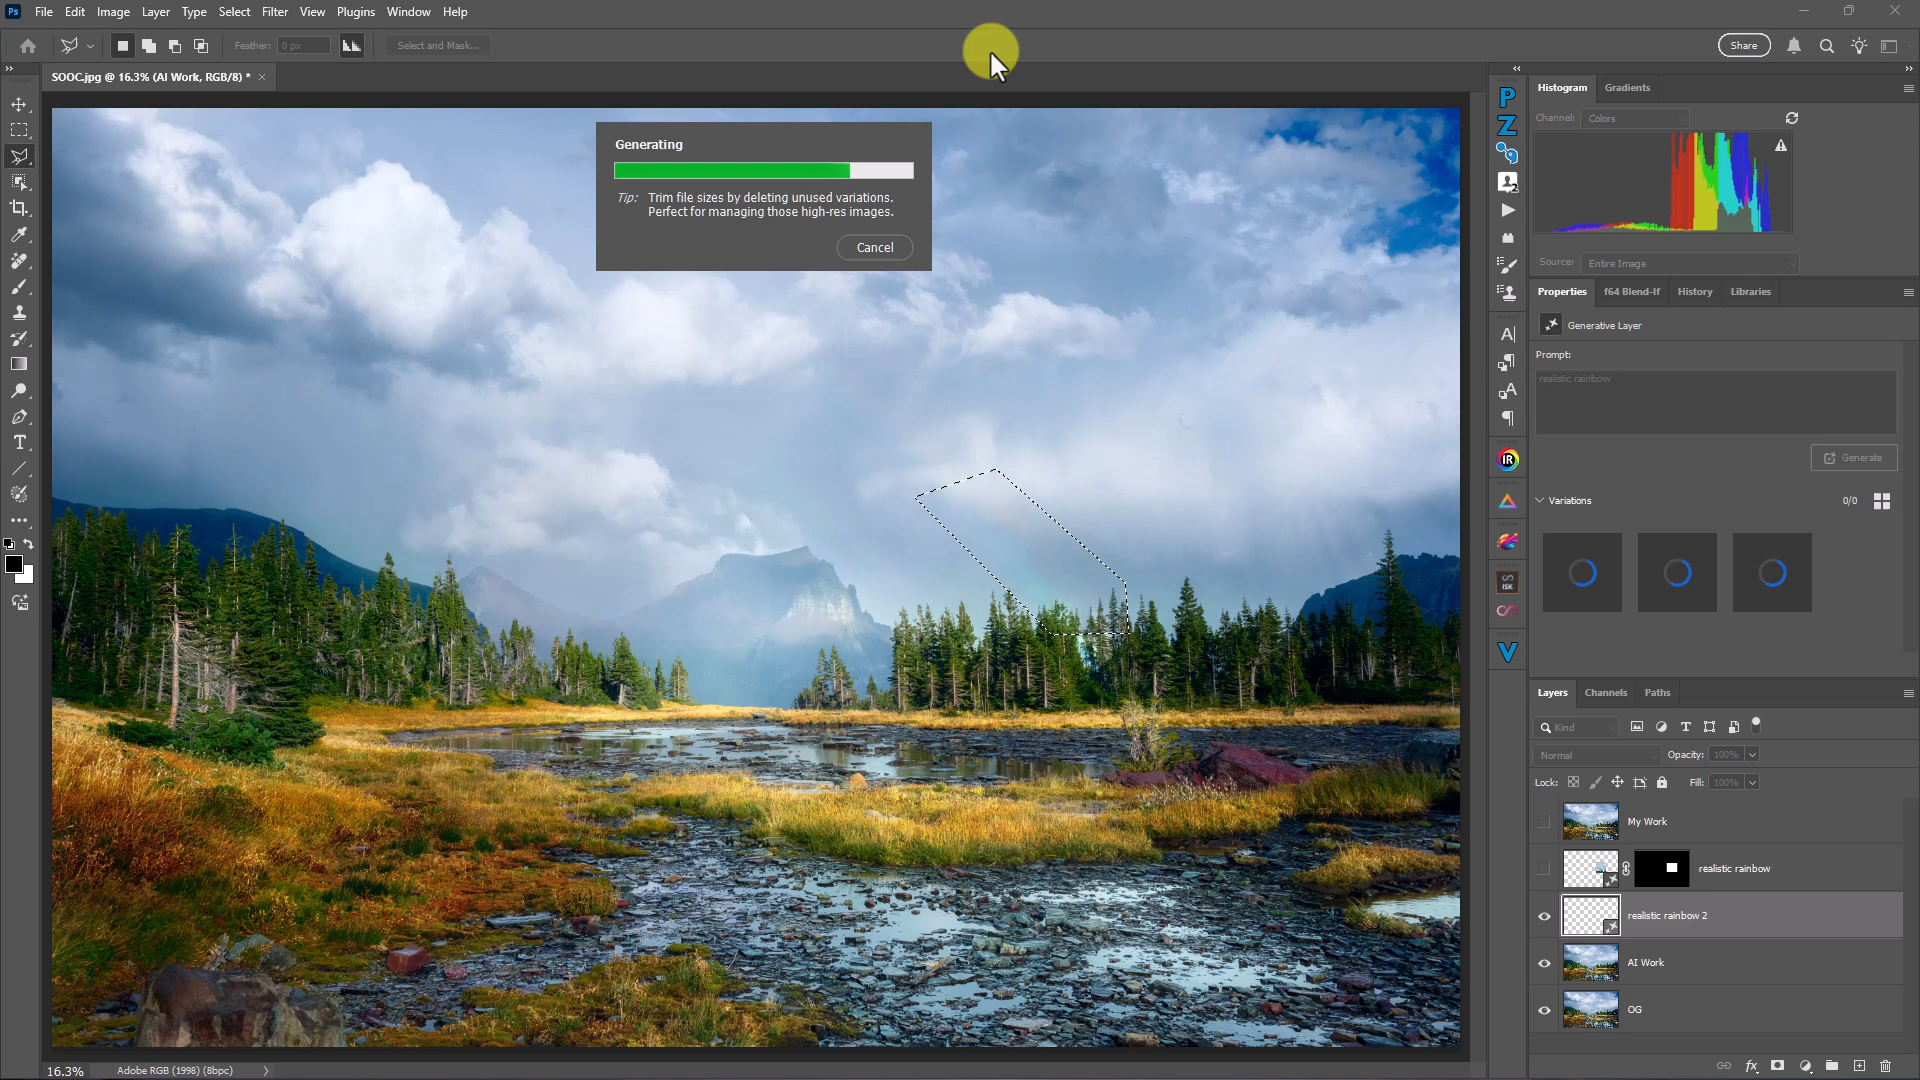 Ps File Edit Image Layer Type Select Filter View Plugins Window Help
Feather: 0 px Select and Mask... Share
SOOC.jpg @ 16.3% (AI Work, RGB/8) *
Generating
Tip: Trim file sizes by deleting unused variations.
Perfect for managing those high-res images.
Cancel
Histogram Gradients
Channel: Colors
Source: Entire Image
Properties f64 Blend-If History Libraries
Generative Layer
Prompt:
realistic rainbow
Generate
Variations 0/0
Layers Channels Paths
Kind
Normal Opacity: 100%
Lock: Fill: 100%
My Work
realistic rainbow
realistic rainbow 2
AI Work
OG
16.3% Adobe RGB (1998) (8bpc)